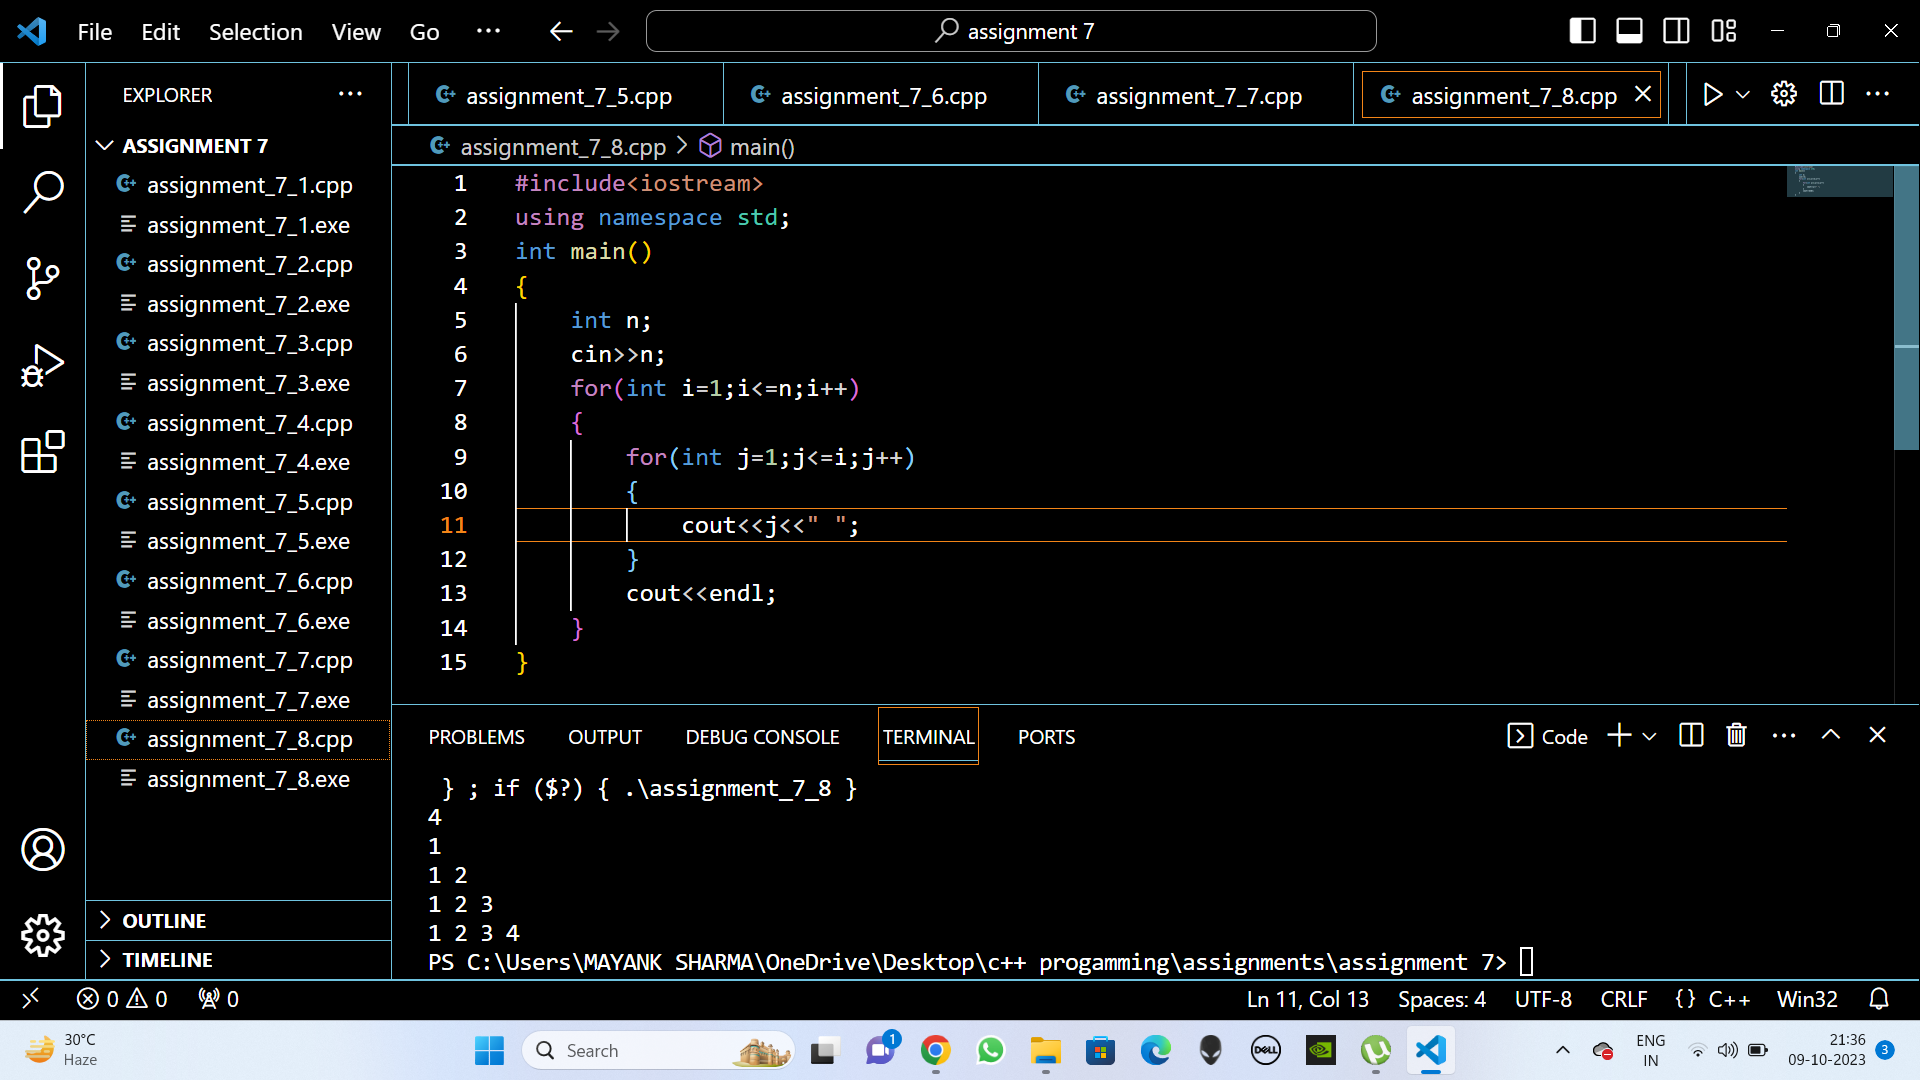 File Edit Selection View Go ... assignment 7
EXPLORER ...
ASSIGNMENT 7
assignment_7_1.cpp
assignment_7_1.exe
assignment_7_2.cpp
assignment_7_2.exe
assignment_7_3.cpp
assignment_7_3.exe
assignment_7_4.cpp
assignment_7_4.exe
assignment_7_5.cpp
assignment_7_5.exe
assignment_7_6.cpp
assignment_7_6.exe
assignment_7_7.cpp
assignment_7_7.exe
assignment_7_8.cpp
assignment_7_8.exe
OUTLINE
TIMELINE
assignment_7_5.cpp assignment_7_6.cpp assignment_7_7.cpp assignment_7_8.cpp
assignment_7_8.cpp > main()
1 #include<iostream>
2 using namespace std;
3 int main()
4 {
5 int n;
6 cin>>n;
7 for(int i=1;i<=n;i++)
8 {
9 for(int j=1;j<=i;j++)
10 {
11 cout<<j<<" ";
12 }
13 cout<<endl;
14 }
15 }
PROBLEMS OUTPUT DEBUG CONSOLE TERMINAL PORTS Code
} ; if ($?) { .\assignment_7_8 }
4
1
1 2
1 2 3
1 2 3 4
PS C:\Users\MAYANK SHARMA\OneDrive\Desktop\c++ progamming\assignments\assignment 7>
0 0 0 Ln 11, Col 13 Spaces: 4 UTF-8 CRLF {} C++ Win32
30°C
Haze
Search
1
DELL
ENG
IN
21:36
09-10-2023
3